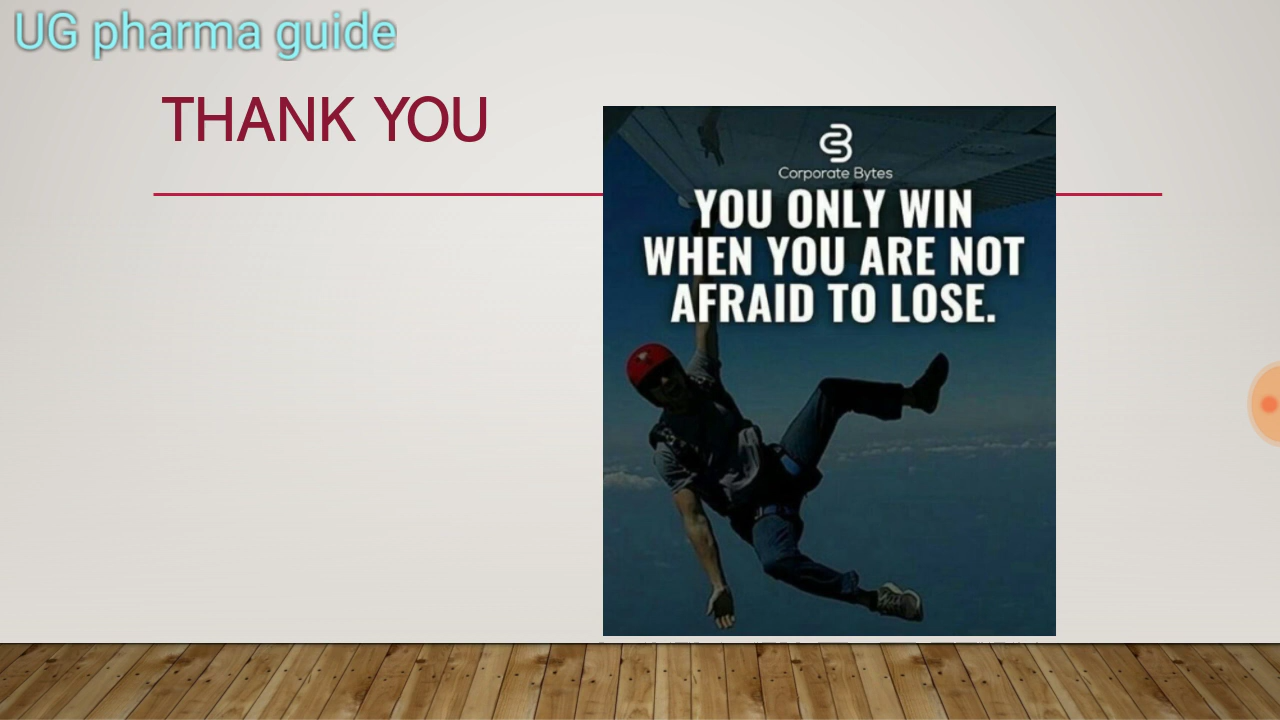 UG pharma guide
THANK YOU
Corporate Bytes
YOU ONLY WIN
WHEN YOU ARE NOT
AFRAID TO LOSE.